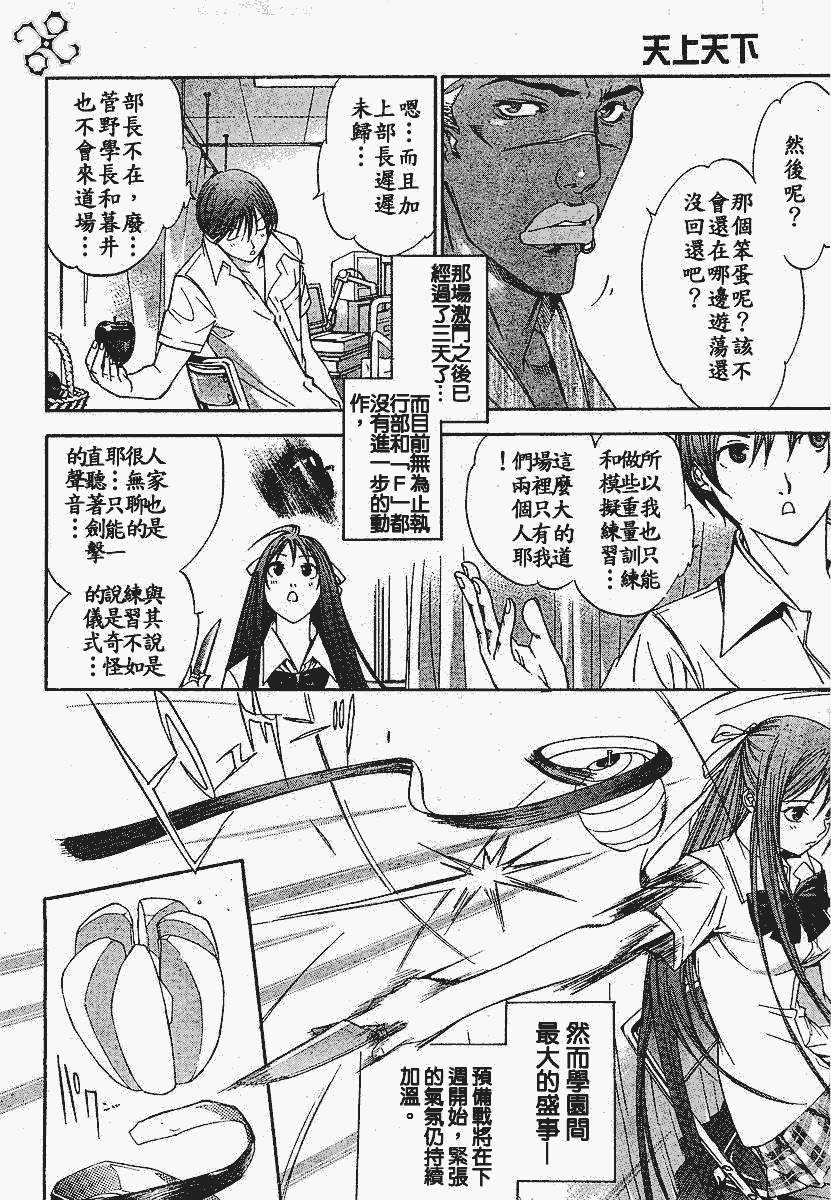 天上天下
然後呢？
那個笨蛋呢？該不
會還在哪邊遊蕩還
沒回還吧？
嗯…而且加
上部長遲遲
未歸…
部長不在，廢…
菅野學長和暮井
也不會來道場…
那場激鬥之後已
經過了三天了…
而目前無為止執
行部和「F」都
沒有進一步的動
作，
所以我也只能
做些重量訓練
和模擬練習…
這麼大的道
場裡只有我
們兩個人耶
！
人家也是
很無聊的
耶…只能一
直聽著劍擊
的聲音…
與其說是
練習不如
說是奇怪
的儀式…
然而學園間
最大的盛事—
預備戰將在下
週開始，緊張
的氣氛仍持續
加溫。